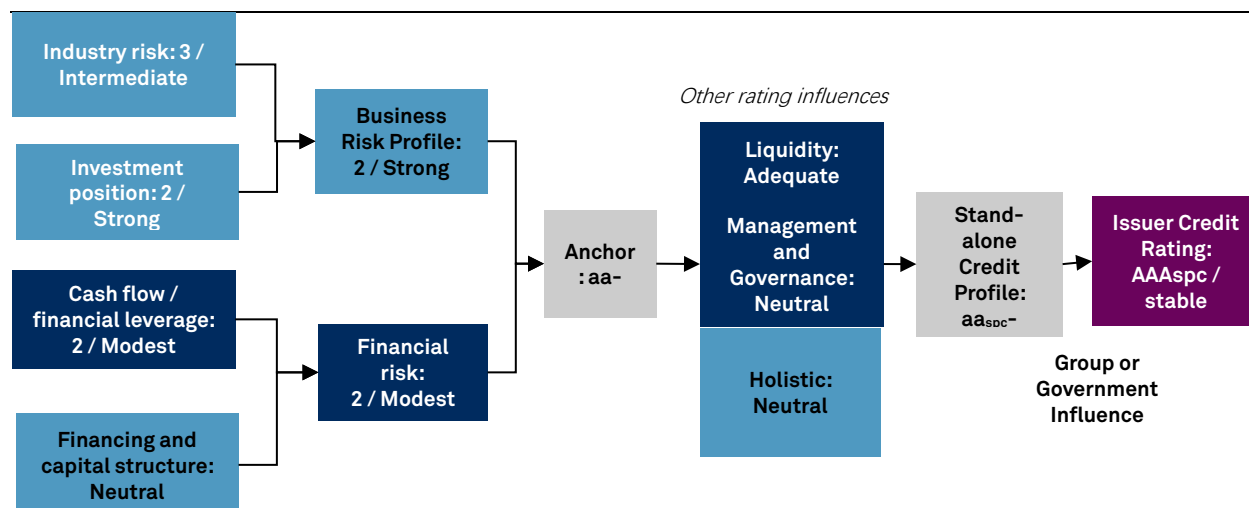 Industry risk: 3 /
Intermediate
Investment
position: 2 /
Strong
Cash flow /
financial leverage:
2 / Modest
Financing and
capital structure:
Neutral
Business
Risk Profile:
2 / Strong
Financial
risk:
2 / Modest
Anchor
: aa-
Other rating influences
Liquidity:
Adequate
Management
and
Governance:
Neutral
Holistic:
Neutral
Stand-
alone
Credit
Profile:
aaspc-
Issuer Credit
Rating:
AAAspc /
stable
Group or
Government
Influence